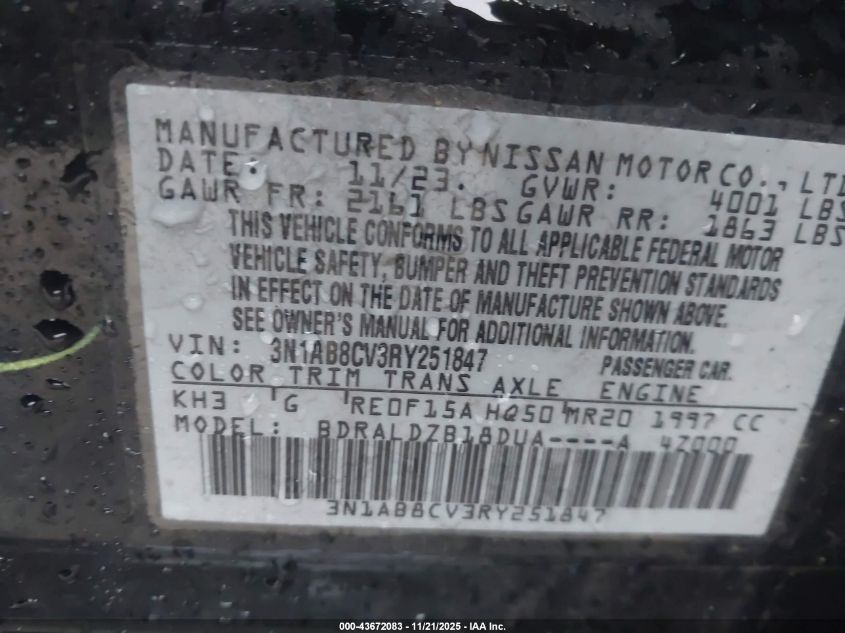 MANUFACTURED BY NISSAN MOTOR CO., LTD
DATE: 11/23. GVWR: 4001 LBS
GAWR FR: 2161 LBS GAWR RR: 1863 LBS
THIS VEHICLE CONFORMS TO ALL APPLICABLE FEDERAL MOTOR
VEHICLE SAFETY, BUMPER AND THEFT PREVENTION STANDARDS
IN EFFECT ON THE DATE OF MANUFACTURE SHOWN ABOVE.
SEE OWNER'S MANUAL FOR ADDITIONAL INFORMATION.
VIN: 3N1AB8CV3RY251847 PASSENGER CAR.
COLOR TRIM TRANS AXLE ENGINE
KH3 G RE0F15A HQ50 MR20 1997 CC
MODEL: BDRALDZB18DUA----A 4Z000
3N1AB8CV3RY251847
000-43672083 - 11/21/2025 - IAA Inc.